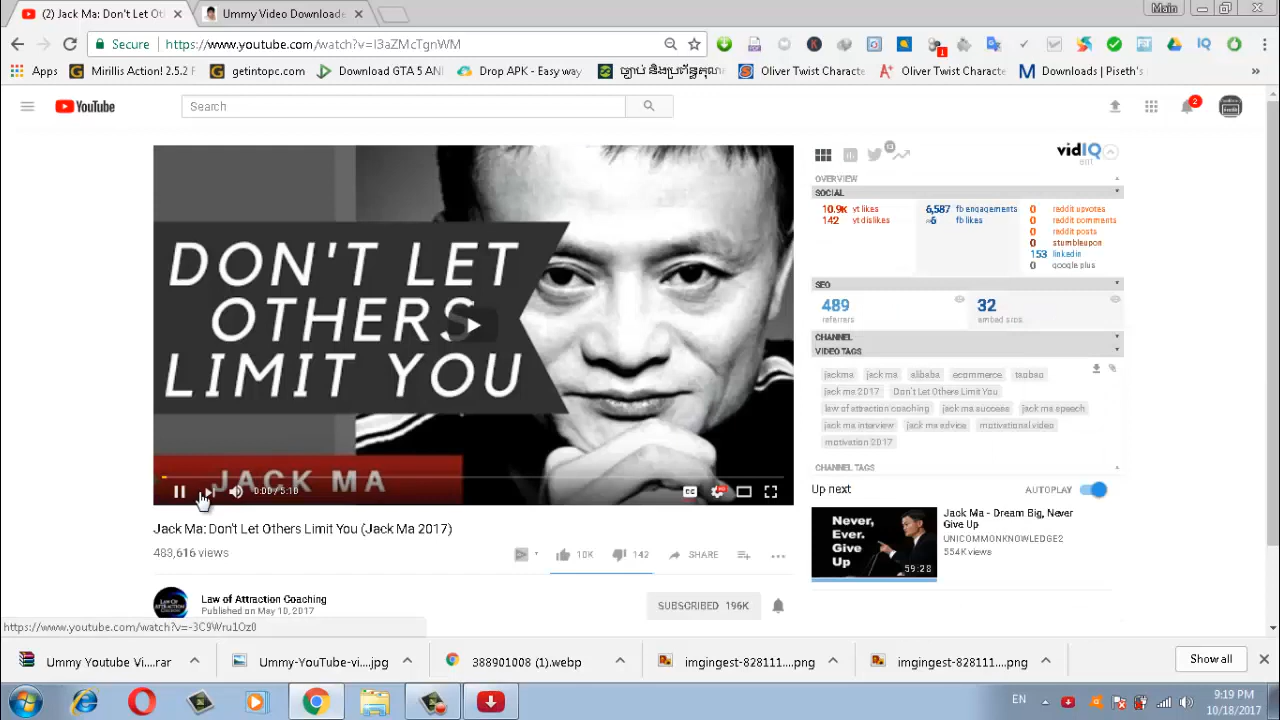 (2) Jack Ma: Don't Let Oth
Ummy Video Downloade
Main
Secure
https://www.youtube.com/watch?v=I3aZMcTgnWM
Apps
Mirillis Action! 2.5.2 f
getintopc.com
Download GTA 5 AF
Drop APK - Easy way
Oliver Twist Characte
Oliver Twist Characte
Downloads | Piseth's
YouTube
Search
2
DON'T LET
OTHERS
LIMIT YOU
JACK MA
0:00 / 5:10
CC
vidIQ
OVERVIEW
SOCIAL
10.9K yt likes
142 yt dislikes
6,587 fb engagements
fb likes
0 reddit upvotes
0 reddit comments
0 reddit posts
0 stumbleupon
153 linkedin
0 google plus
SEO
489
referrers
32
embed srcs
CHANNEL
VIDEO TAGS
jackma
jack ma
alibaba
ecommerce
taobao
jack ma 2017
Don't Let Others Limit You
law of attraction coaching
jack ma success
jack ma speech
jack ma interview
jack ma advice
motivational video
motivation 2017
CHANNEL TAGS
Up next
AUTOPLAY
Never,
Ever.
Give
Up
59:28
Jack Ma - Dream Big, Never
Give Up
UNCOMMONKNOWLEDGE2
554K views
Jack Ma: Don't Let Others Limit You (Jack Ma 2017)
483,616 views
10K
142
SHARE
Law of Attraction Coaching
Published on May 10, 2017
SUBSCRIBED 196K
https://www.youtube.com/watch?v=-3C9Wru1Oz0
Ummy Youtube Vi....rar
Ummy-YouTube-vi....jpg
388901008 (1).webp
imgingest-828111....png
imgingest-828111....png
Show all
EN
9:19 PM
10/18/2017